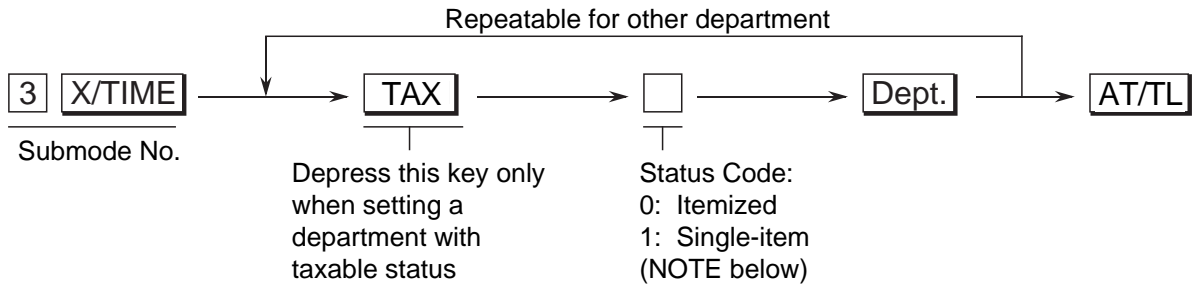 Repeatable for other department
3 X/TIME TAX Dept. AT/TL
Submode No.
Depress this key only
when setting a
department with
taxable status
Status Code:
0: Itemized
1: Single-item
(NOTE below)